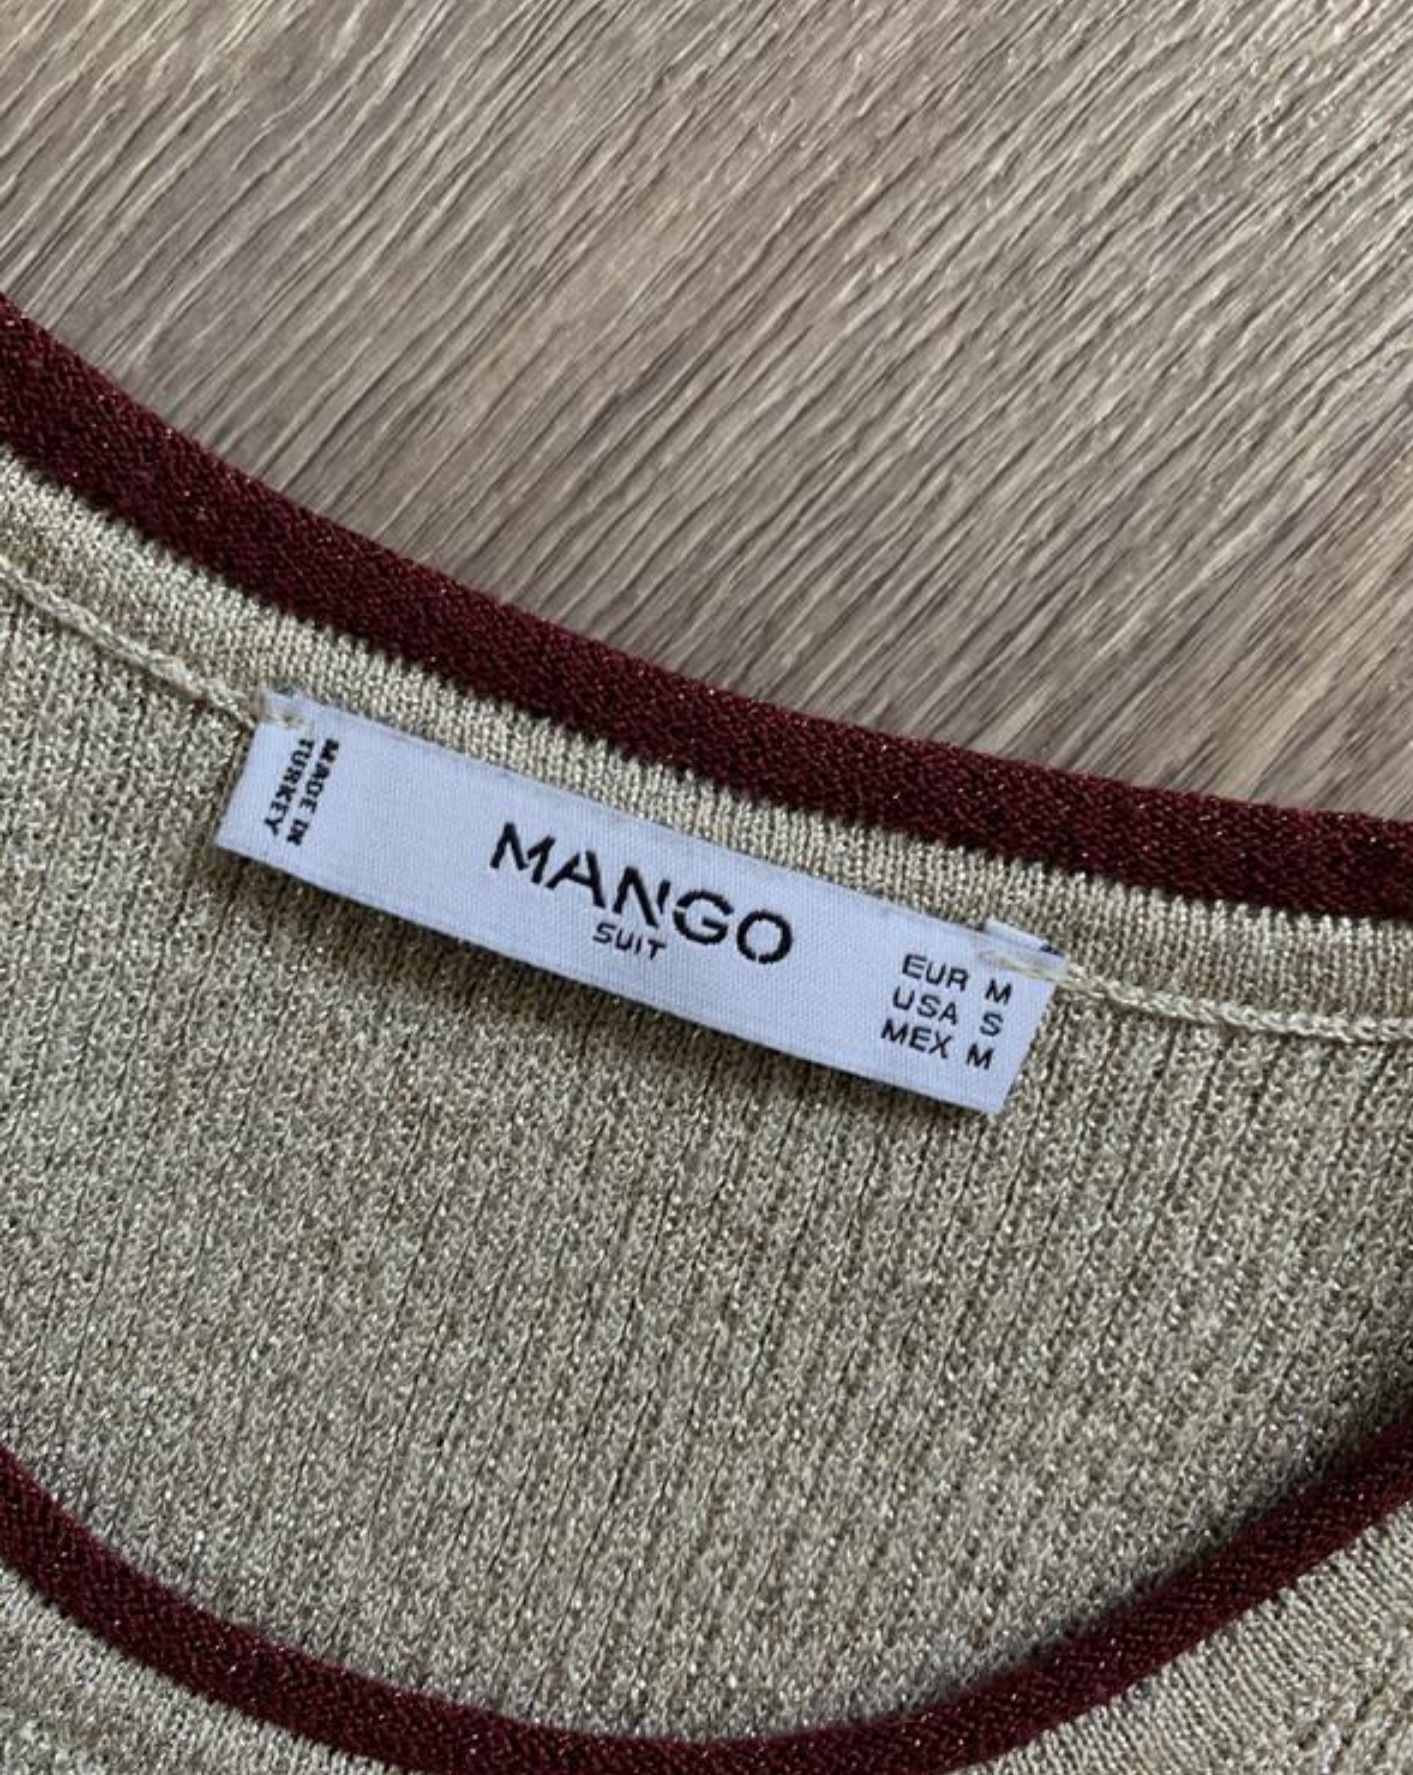 MADE IN
TURKEY
MANGO
SUIT
EUR M
USA S
MEX M